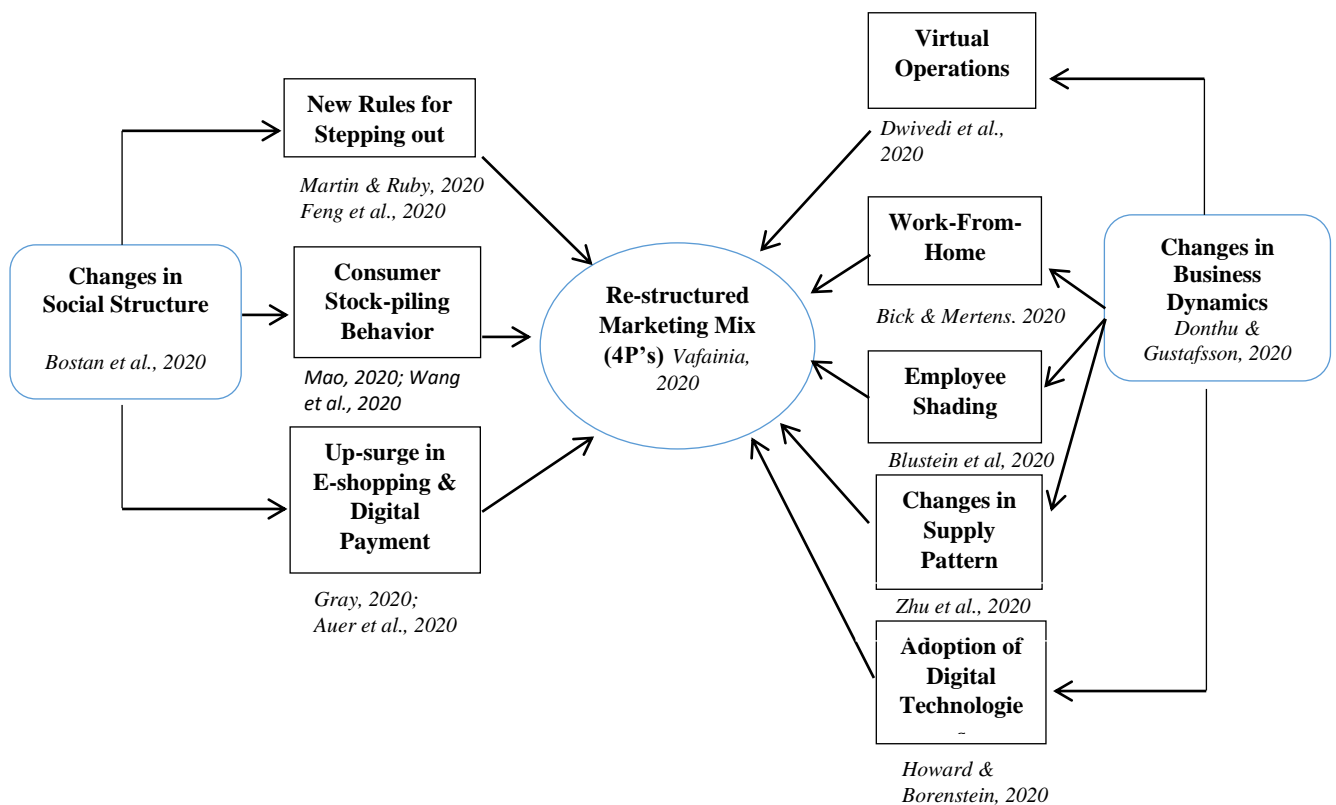 Changes in
Social Structure
Bostan et al., 2020
New Rules for
Stepping out
Martin & Ruby, 2020
Feng et al., 2020
Consumer
Stock-piling
Behavior
Mao, 2020; Wang
et al., 2020
Up-surge in
E-shopping &
Digital
Payment
Gray, 2020;
Auer et al., 2020
Re-structured
Marketing Mix
(4P’s) Vafainia,
2020
Virtual
Operations
Dwivedi et al.,
2020
Work-From-
Home
Bick & Mertens. 2020
Employee
Shading
Blustein et al, 2020
Changes in
Supply
Pattern
Zhu et al., 2020
Adoption of
Digital
Technologie
Howard &
Borenstein, 2020
Changes in
Business
Dynamics
Donthu &
Gustafsson, 2020